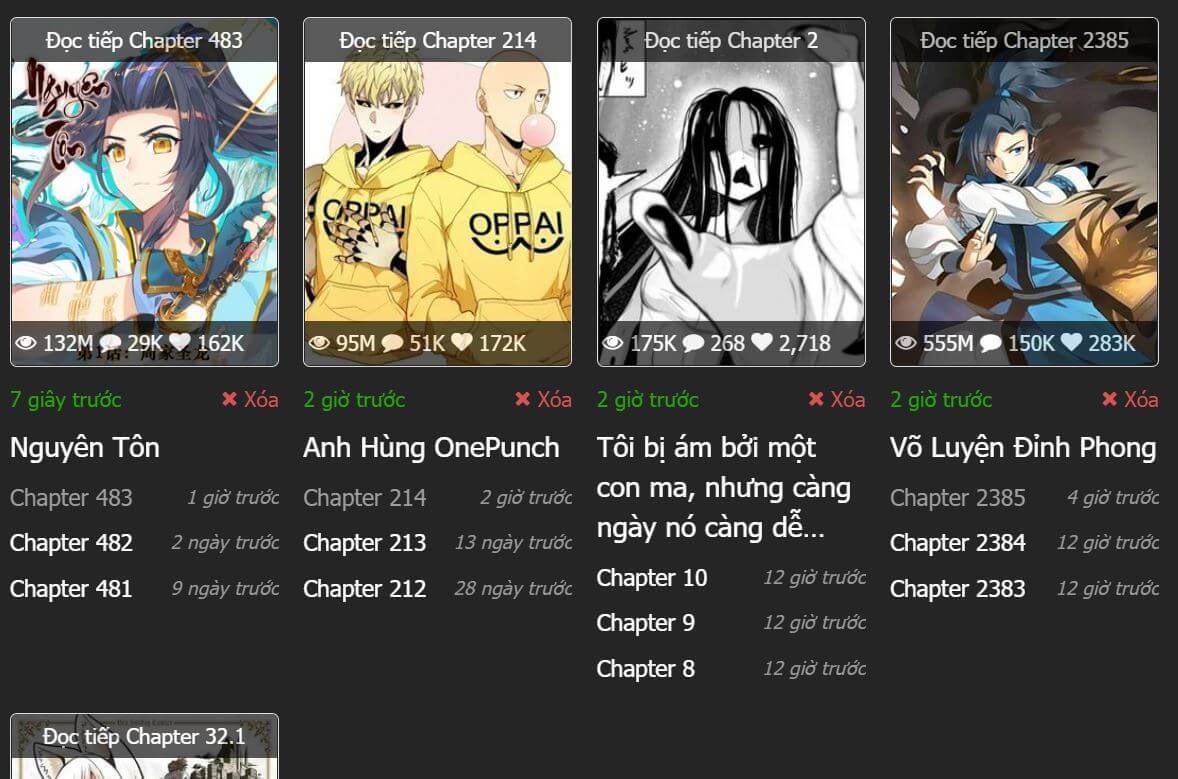 Đọc tiếp Chapter 483
Nguyên
Tôn
132M 29K 162K
7 giây trước
Xóa
Nguyên Tôn
Chapter 483 1 giờ trước
Chapter 482 2 ngày trước
Chapter 481 9 ngày trước
Đọc tiếp Chapter 214
OPPAI
OPPAI
95M 51K 172K
2 giờ trước
Xóa
Anh Hùng OnePunch
Chapter 214 2 giờ trước
Chapter 213 13 ngày trước
Chapter 212 28 ngày trước
Đọc tiếp Chapter 2
175K 268 2,718
2 giờ trước
Xóa
Tôi bị ám bởi một
con ma, nhưng càng
ngày nó càng dễ...
Chapter 10 12 giờ trước
Chapter 9 12 giờ trước
Chapter 8 12 giờ trước
Đọc tiếp Chapter 2385
555M 150K 283K
2 giờ trước
Xóa
Võ Luyện Đỉnh Phong
Chapter 2385 4 giờ trước
Chapter 2384 12 giờ trước
Chapter 2383 12 giờ trước
Đọc tiếp Chapter 32.1